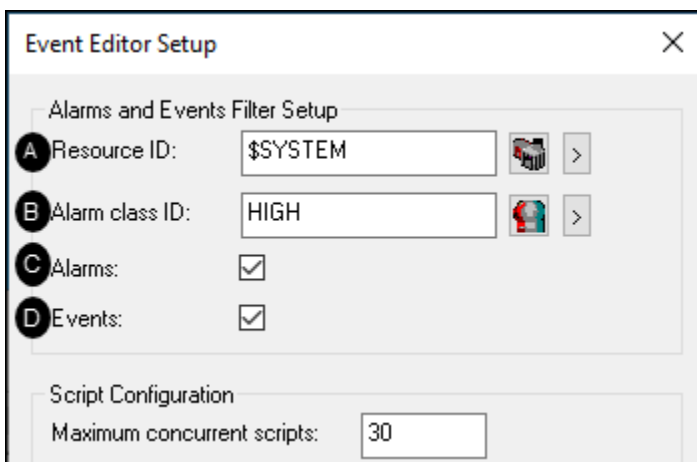 Event Editor Setup
Alarms and Events Filter Setup
A Resource ID: $SYSTEM >
B Alarm class ID: HIGH >
C Alarms:
D Events:
Script Configuration
Maximum concurrent scripts: 30